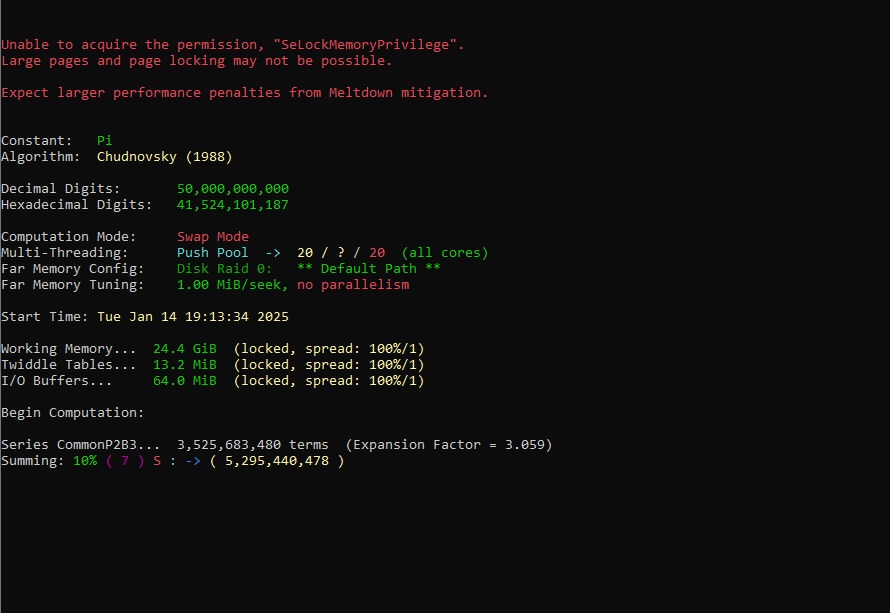 Unable to acquire the permission, "SeLockMemoryPrivilege".
Large pages and page locking may not be possible.
Expect larger performance penalties from Meltdown mitigation.
Constant:   Pi
Algorithm:  Chudnovsky (1988)
Decimal Digits:       50,000,000,000
Hexadecimal Digits:   41,524,101,187
Computation Mode:     Swap Mode
Multi-Threading:      Push Pool  ->  20 / ? / 20  (all cores)
Far Memory Config:    Disk Raid 0:   ** Default Path **
Far Memory Tuning:    1.00 MiB/seek, no parallelism
Start Time: Tue Jan 14 19:13:34 2025
Working Memory...  24.4 GiB  (locked, spread: 100%/1)
Twiddle Tables...  13.2 MiB  (locked, spread: 100%/1)
I/O Buffers...     64.0 MiB  (locked, spread: 100%/1)
Begin Computation:
Series CommonP2B3...  3,525,683,480 terms  (Expansion Factor = 3.059)
Summing: 10% ( 7 ) S : -> ( 5,295,440,478 )